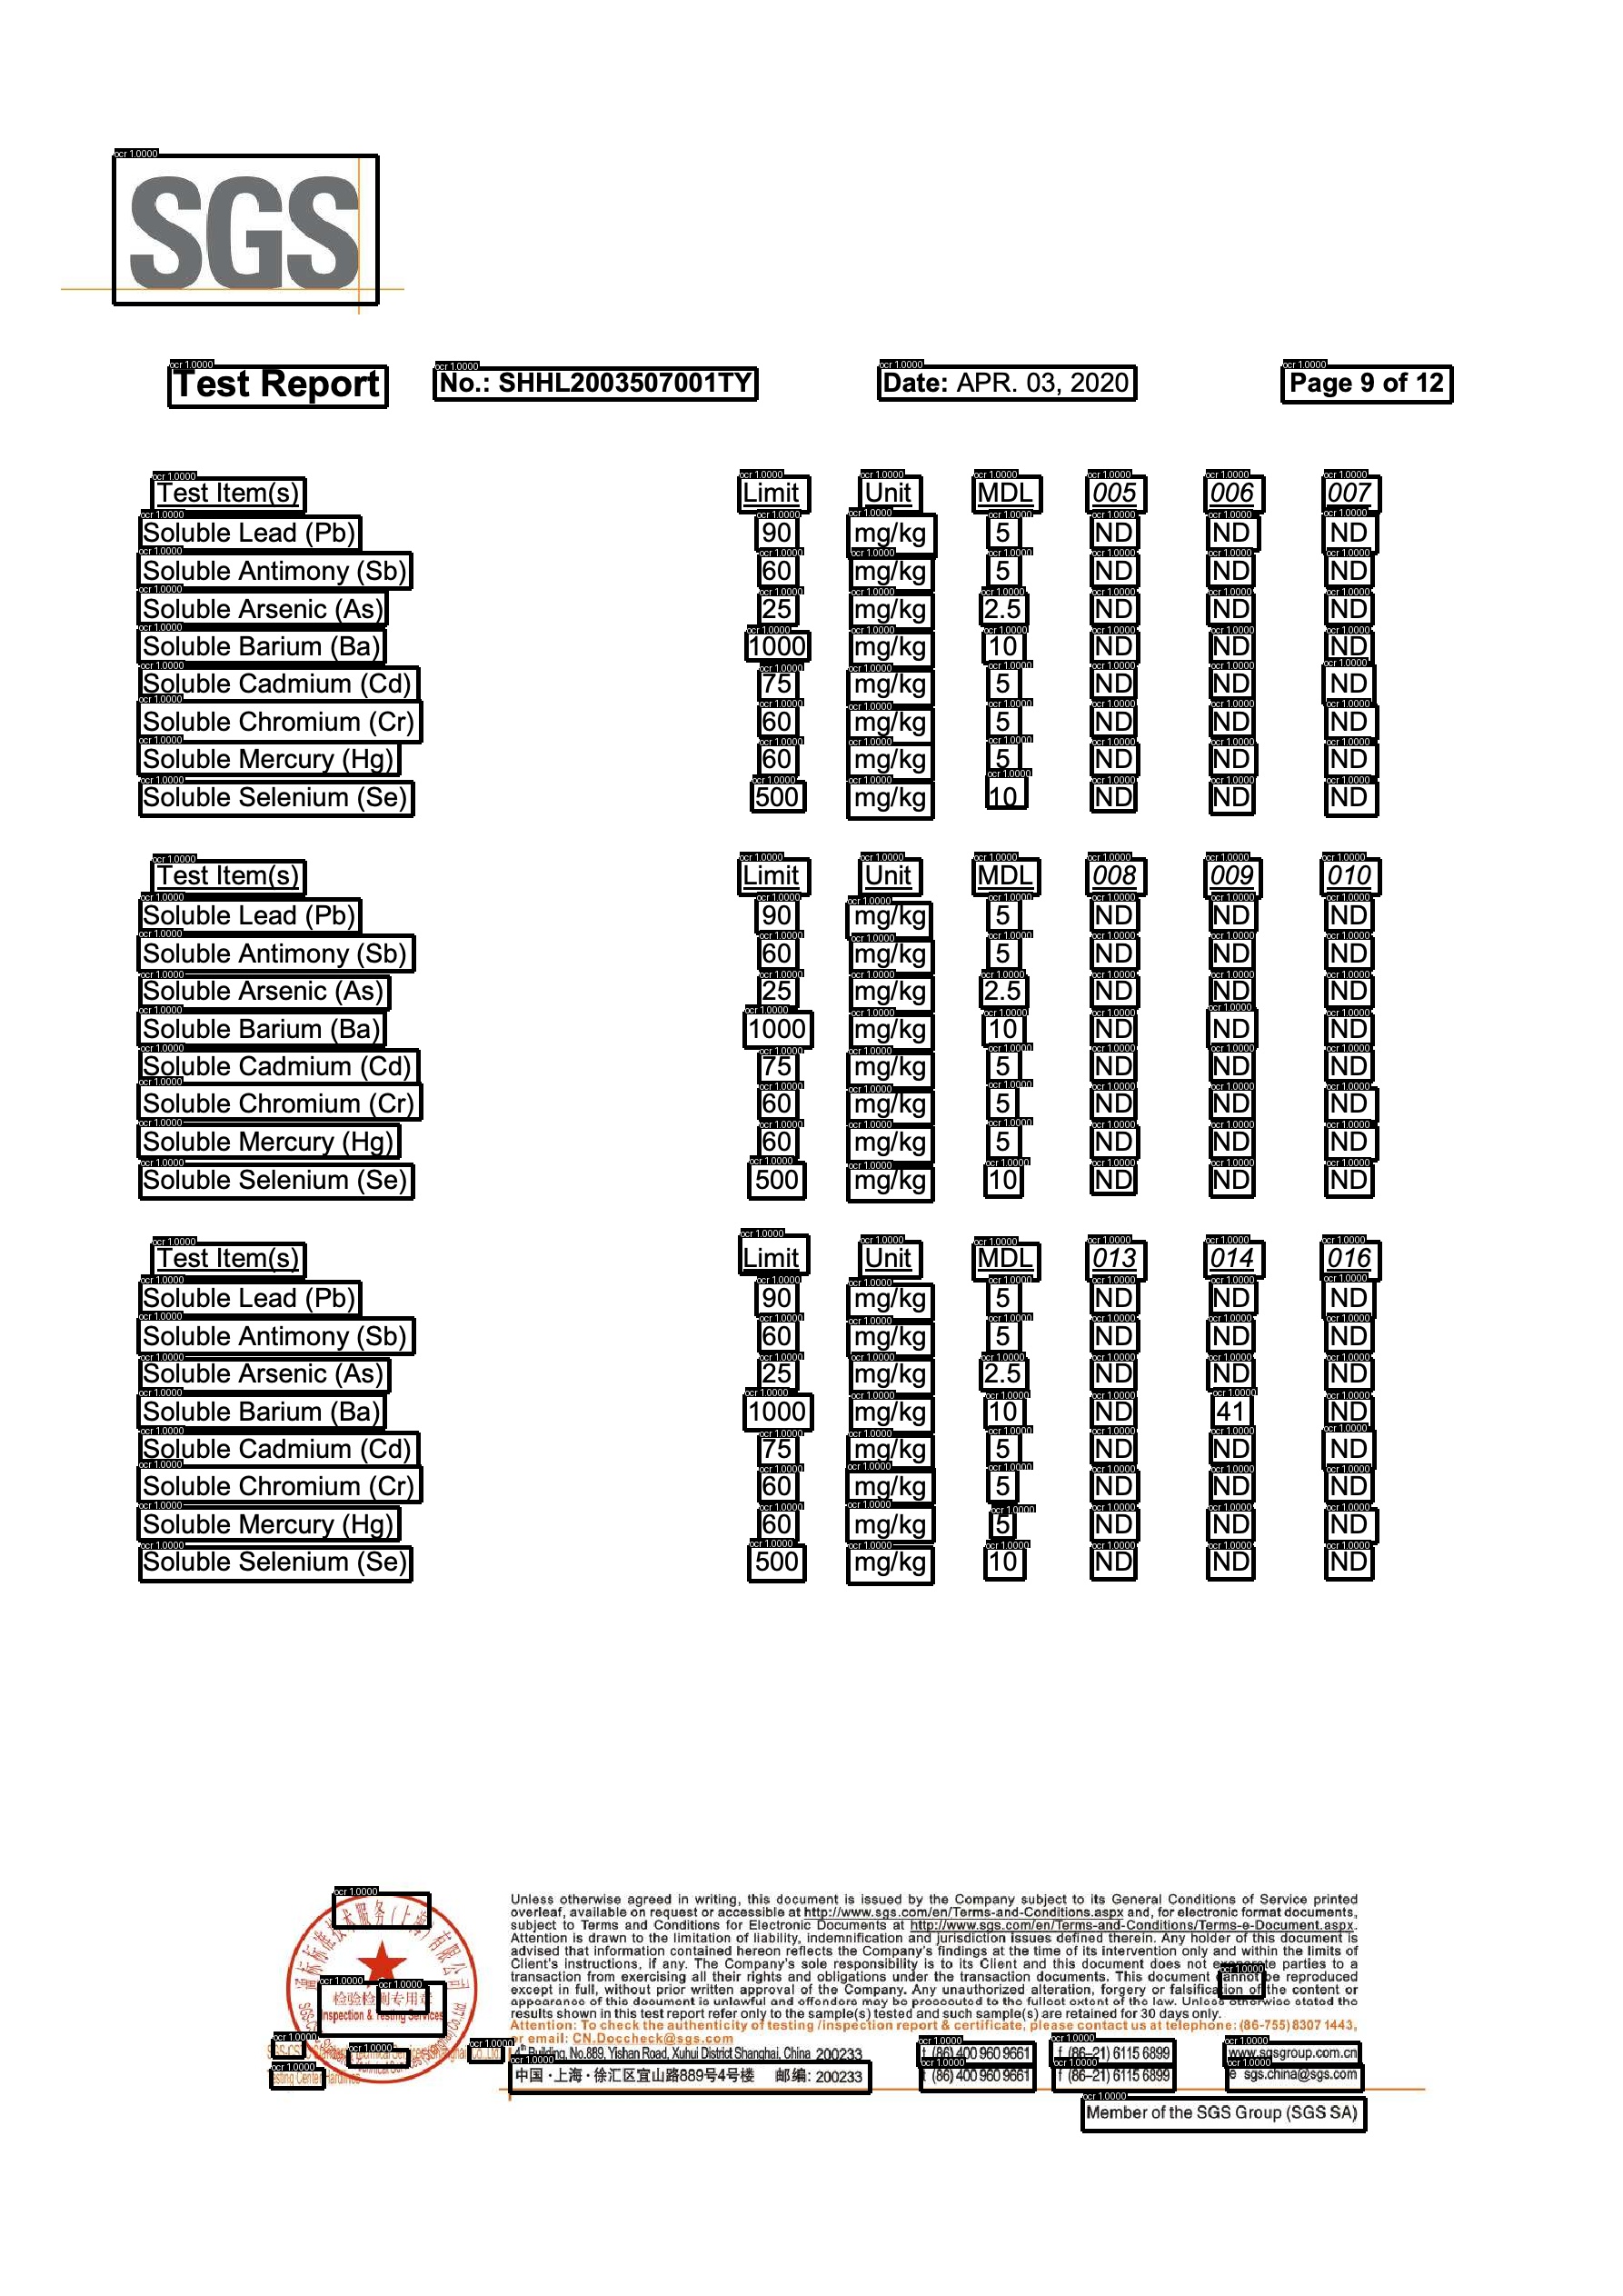 SGS
Test Report No.: SHHL2003507001TY Date: APR. 03, 2020 Page 9 of 12
Test Item(s) Limit Unit MDL 005 006 007
Soluble Lead (Pb) 90 mg/kg 5 ND ND ND
Soluble Antimony (Sb) 60 mg/kg 5 ND ND ND
Soluble Arsenic (As) 25 mg/kg 2.5 ND ND ND
Soluble Barium (Ba) 1000 mg/kg 10 ND ND ND
Soluble Cadmium (Cd) 75 mg/kg 5 ND ND ND
Soluble Chromium (Cr) 60 mg/kg 5 ND ND ND
Soluble Mercury (Hg) 60 mg/kg 5 ND ND ND
Soluble Selenium (Se) 500 mg/kg 10 ND ND ND
Test Item(s) Limit Unit MDL 008 009 010
Soluble Lead (Pb) 90 mg/kg 5 ND ND ND
Soluble Antimony (Sb) 60 mg/kg 5 ND ND ND
Soluble Arsenic (As) 25 mg/kg 2.5 ND ND ND
Soluble Barium (Ba) 1000 mg/kg 10 ND ND ND
Soluble Cadmium (Cd) 75 mg/kg 5 ND ND ND
Soluble Chromium (Cr) 60 mg/kg 5 ND ND ND
Soluble Mercury (Hg) 60 mg/kg 5 ND ND ND
Soluble Selenium (Se) 500 mg/kg 10 ND ND ND
Test Item(s) Limit Unit MDL 013 014 016
Soluble Lead (Pb) 90 mg/kg 5 ND ND ND
Soluble Antimony (Sb) 60 mg/kg 5 ND ND ND
Soluble Arsenic (As) 25 mg/kg 2.5 ND ND ND
Soluble Barium (Ba) 1000 mg/kg 10 ND 41 ND
Soluble Cadmium (Cd) 75 mg/kg 5 ND ND ND
Soluble Chromium (Cr) 60 mg/kg 5 ND ND ND
Soluble Mercury (Hg) 60 mg/kg 5 ND ND ND
Soluble Selenium (Se) 500 mg/kg 10 ND ND ND
Unless otherwise agreed in writing, this document is issued by the Company subject to its General Conditions of Service printed
overleaf, available on request or accessible at http://www.sgs.com/en/Terms-and-Conditions.aspx and, for electronic format documents,
subject to Terms and Conditions for Electronic Documents at http://www.sgs.com/en/Terms-and-Conditions/Terms-e-Document.aspx.
Attention is drawn to the limitation of liability, indemnification and jurisdiction issues defined therein. Any holder of this document is
advised that information contained hereon reflects the Company's findings at the time of its intervention only and within the limits of
Client's instructions, if any. The Company's sole responsibility is to its Client and this document does not exonerate parties to a
transaction from exercising all their rights and obligations under the transaction documents. This document cannot be reproduced
except in full, without prior written approval of the Company. Any unauthorized alteration, forgery or falsification of the content or
appearance of this document is unlawful and offenders may be prosecuted to the fullest extent of the law. Unless otherwise stated the
results shown in this test report refer only to the sample(s) tested and such sample(s) are retained for 30 days only.
Attention: To check the authenticity of testing /inspection report & certificate, please contact us at telephone: (86-755) 8307 1443,
or email: CN.Doccheck@sgs.com
检验检测专用章
Inspection & Testing Services
4th Building, No.889, Yishan Road, Xuhui District Shanghai, China 200233 t (86) 400 960 9661 f (86–21) 6115 6899 www.sgsgroup.com.cn
中国·上海·徐汇区宜山路889号4号楼 邮编: 200233 t (86) 400 960 9661 f (86–21) 6115 6899 e sgs.china@sgs.com
Member of the SGS Group (SGS SA)